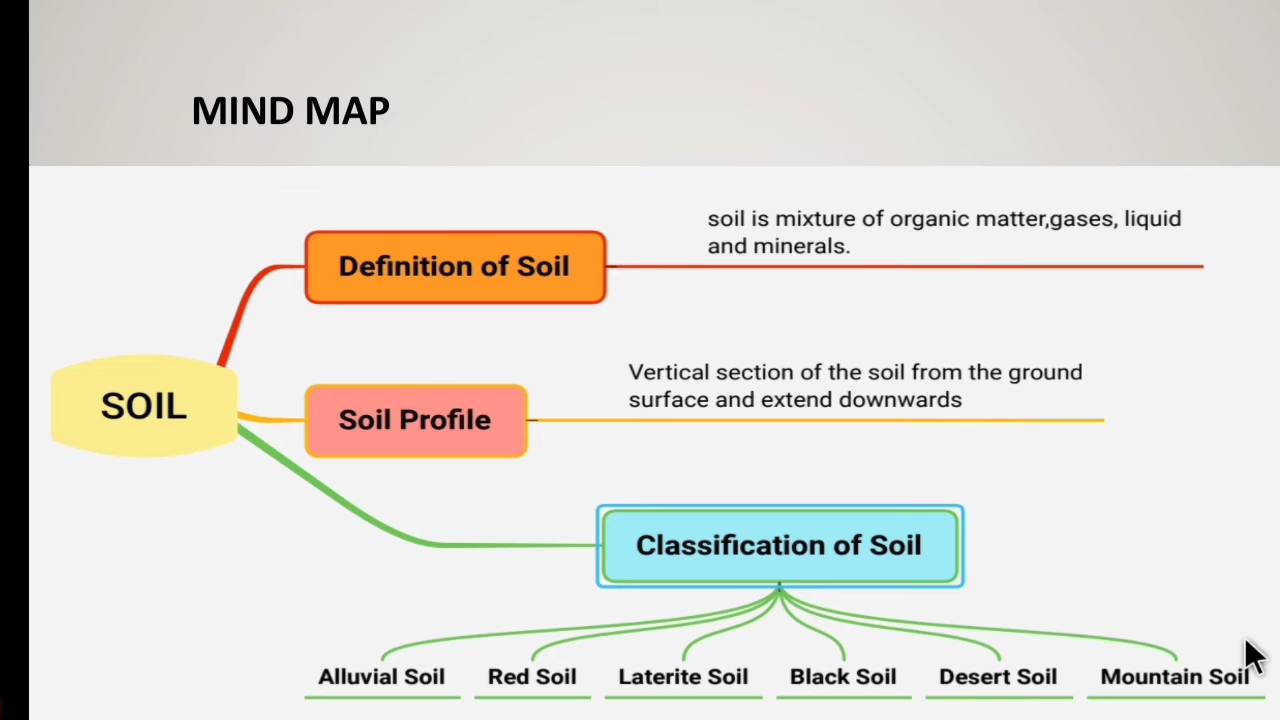 MIND MAP
soil is mixture of organic matter,gases, liquid
and minerals.
Definition of Soil
Vertical section of the soil from the ground
surface and extend downwards
SOIL
Soil Profile
Classification of Soil
Alluvial Soil
Red Soil
Laterite Soil
Black Soil
Desert Soil
Mountain Soil